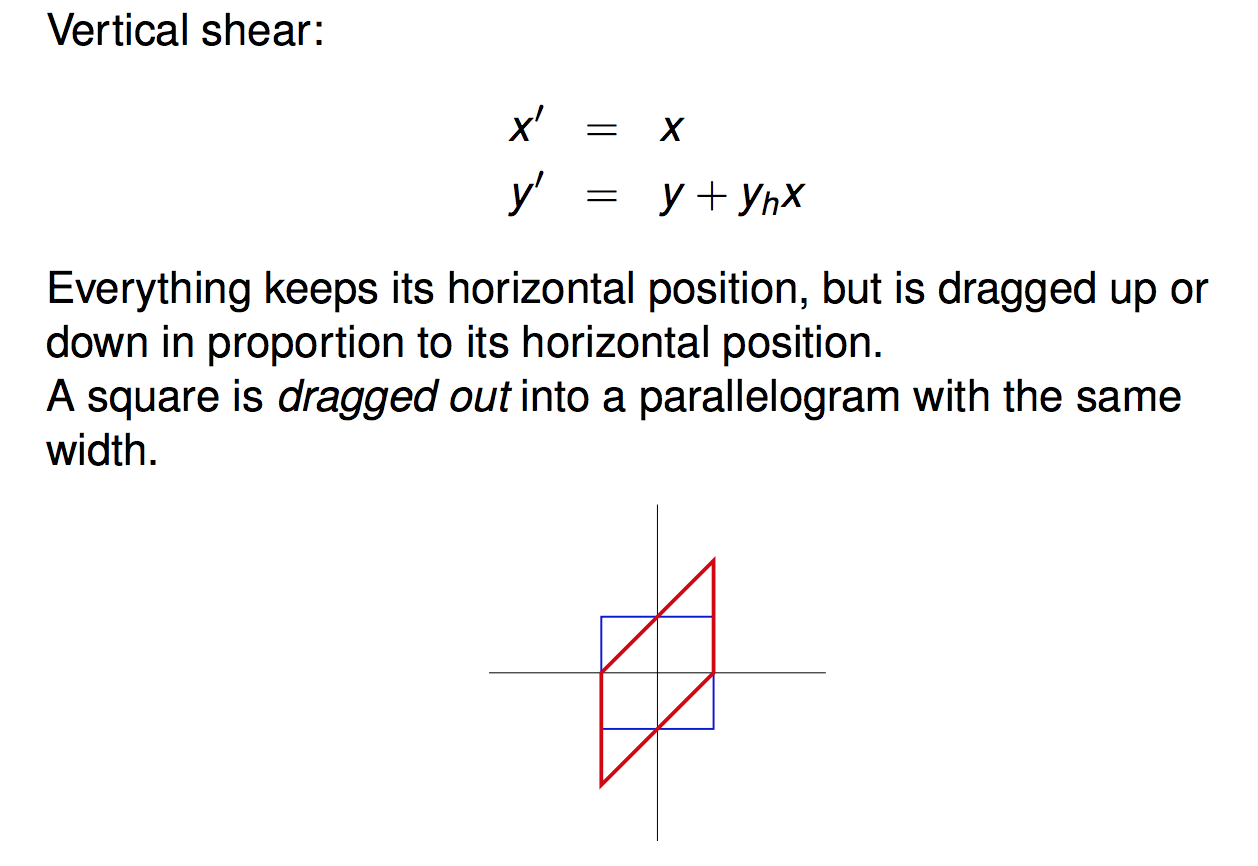 Vertical shear:
x′ = x
y′ = y + yₕx
Everything keeps its horizontal position, but is dragged up or
down in proportion to its horizontal position.
A square is dragged out into a parallelogram with the same
width.